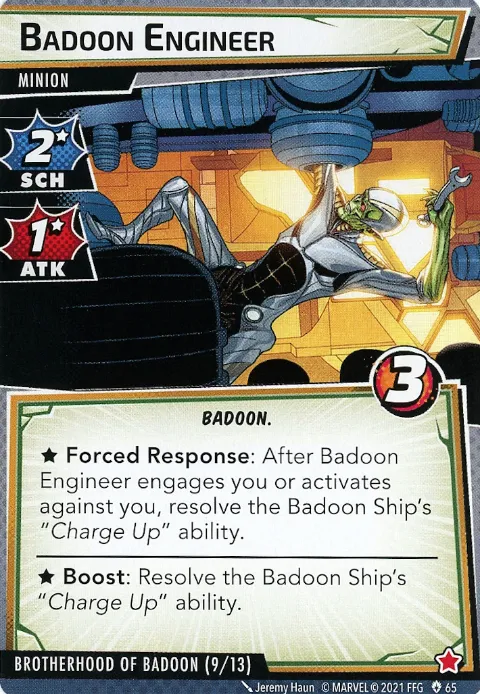 BADOON ENGINEER
MINION
2★
SCH
1★
ATK
3
BADOON.
★ Forced Response: After Badoon
Engineer engages you or activates
against you, resolve the Badoon Ship's
"Charge Up" ability.
★ Boost: Resolve the Badoon Ship's
"Charge Up" ability.
BROTHERHOOD OF BADOON (9/13)
Jeremy Haun © MARVEL © 2021 FFG 65